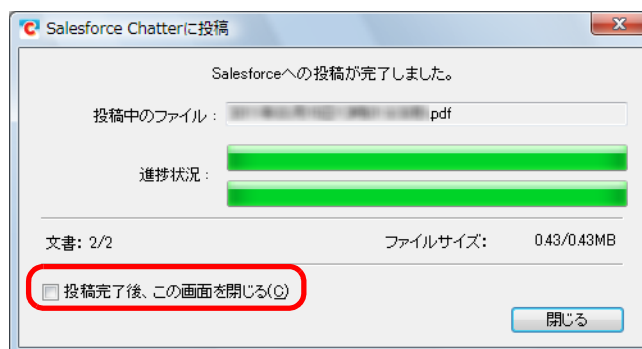 Salesforce Chatterに投稿
Salesforceへの投稿が完了しました。
投稿中のファイル： .pdf
進捗状況：
文書: 2/2 ファイルサイズ: 0.43/0.43MB
投稿完了後、この画面を閉じる(C)
閉じる